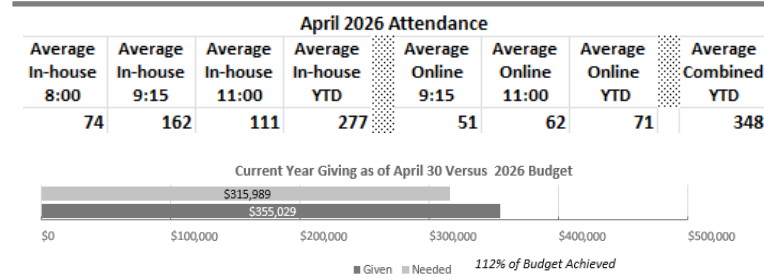 April 2026 Attendance
Average Average Average Average Average Average Average Average
In-house In-house In-house In-house Online Online Online Combined
8:00 9:15 11:00 YTD 9:15 11:00 YTD YTD
74 162 111 277 51 62 71 348
Current Year Giving as of April 30 Versus 2026 Budget
$315,989
$355,029
$0 $100,000 $200,000 $300,000 $400,000 $500,000
Given Needed 112% of Budget Achieved